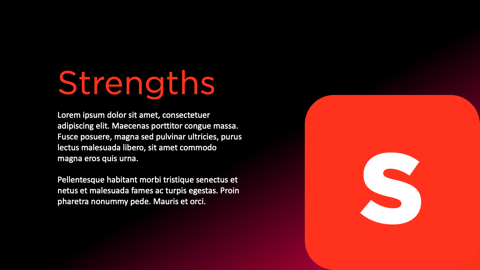 Strengths
Lorem ipsum dolor sit amet, consectetuer
adipiscing elit. Maecenas porttitor congue massa.
Fusce posuere, magna sed pulvinar ultricies, purus
lectus malesuada libero, sit amet commodo
magna eros quis urna.
Pellentesque habitant morbi tristique senectus et
netus et malesuada fames ac turpis egestas. Proin
pharetra nonummy pede. Mauris et orci.
S